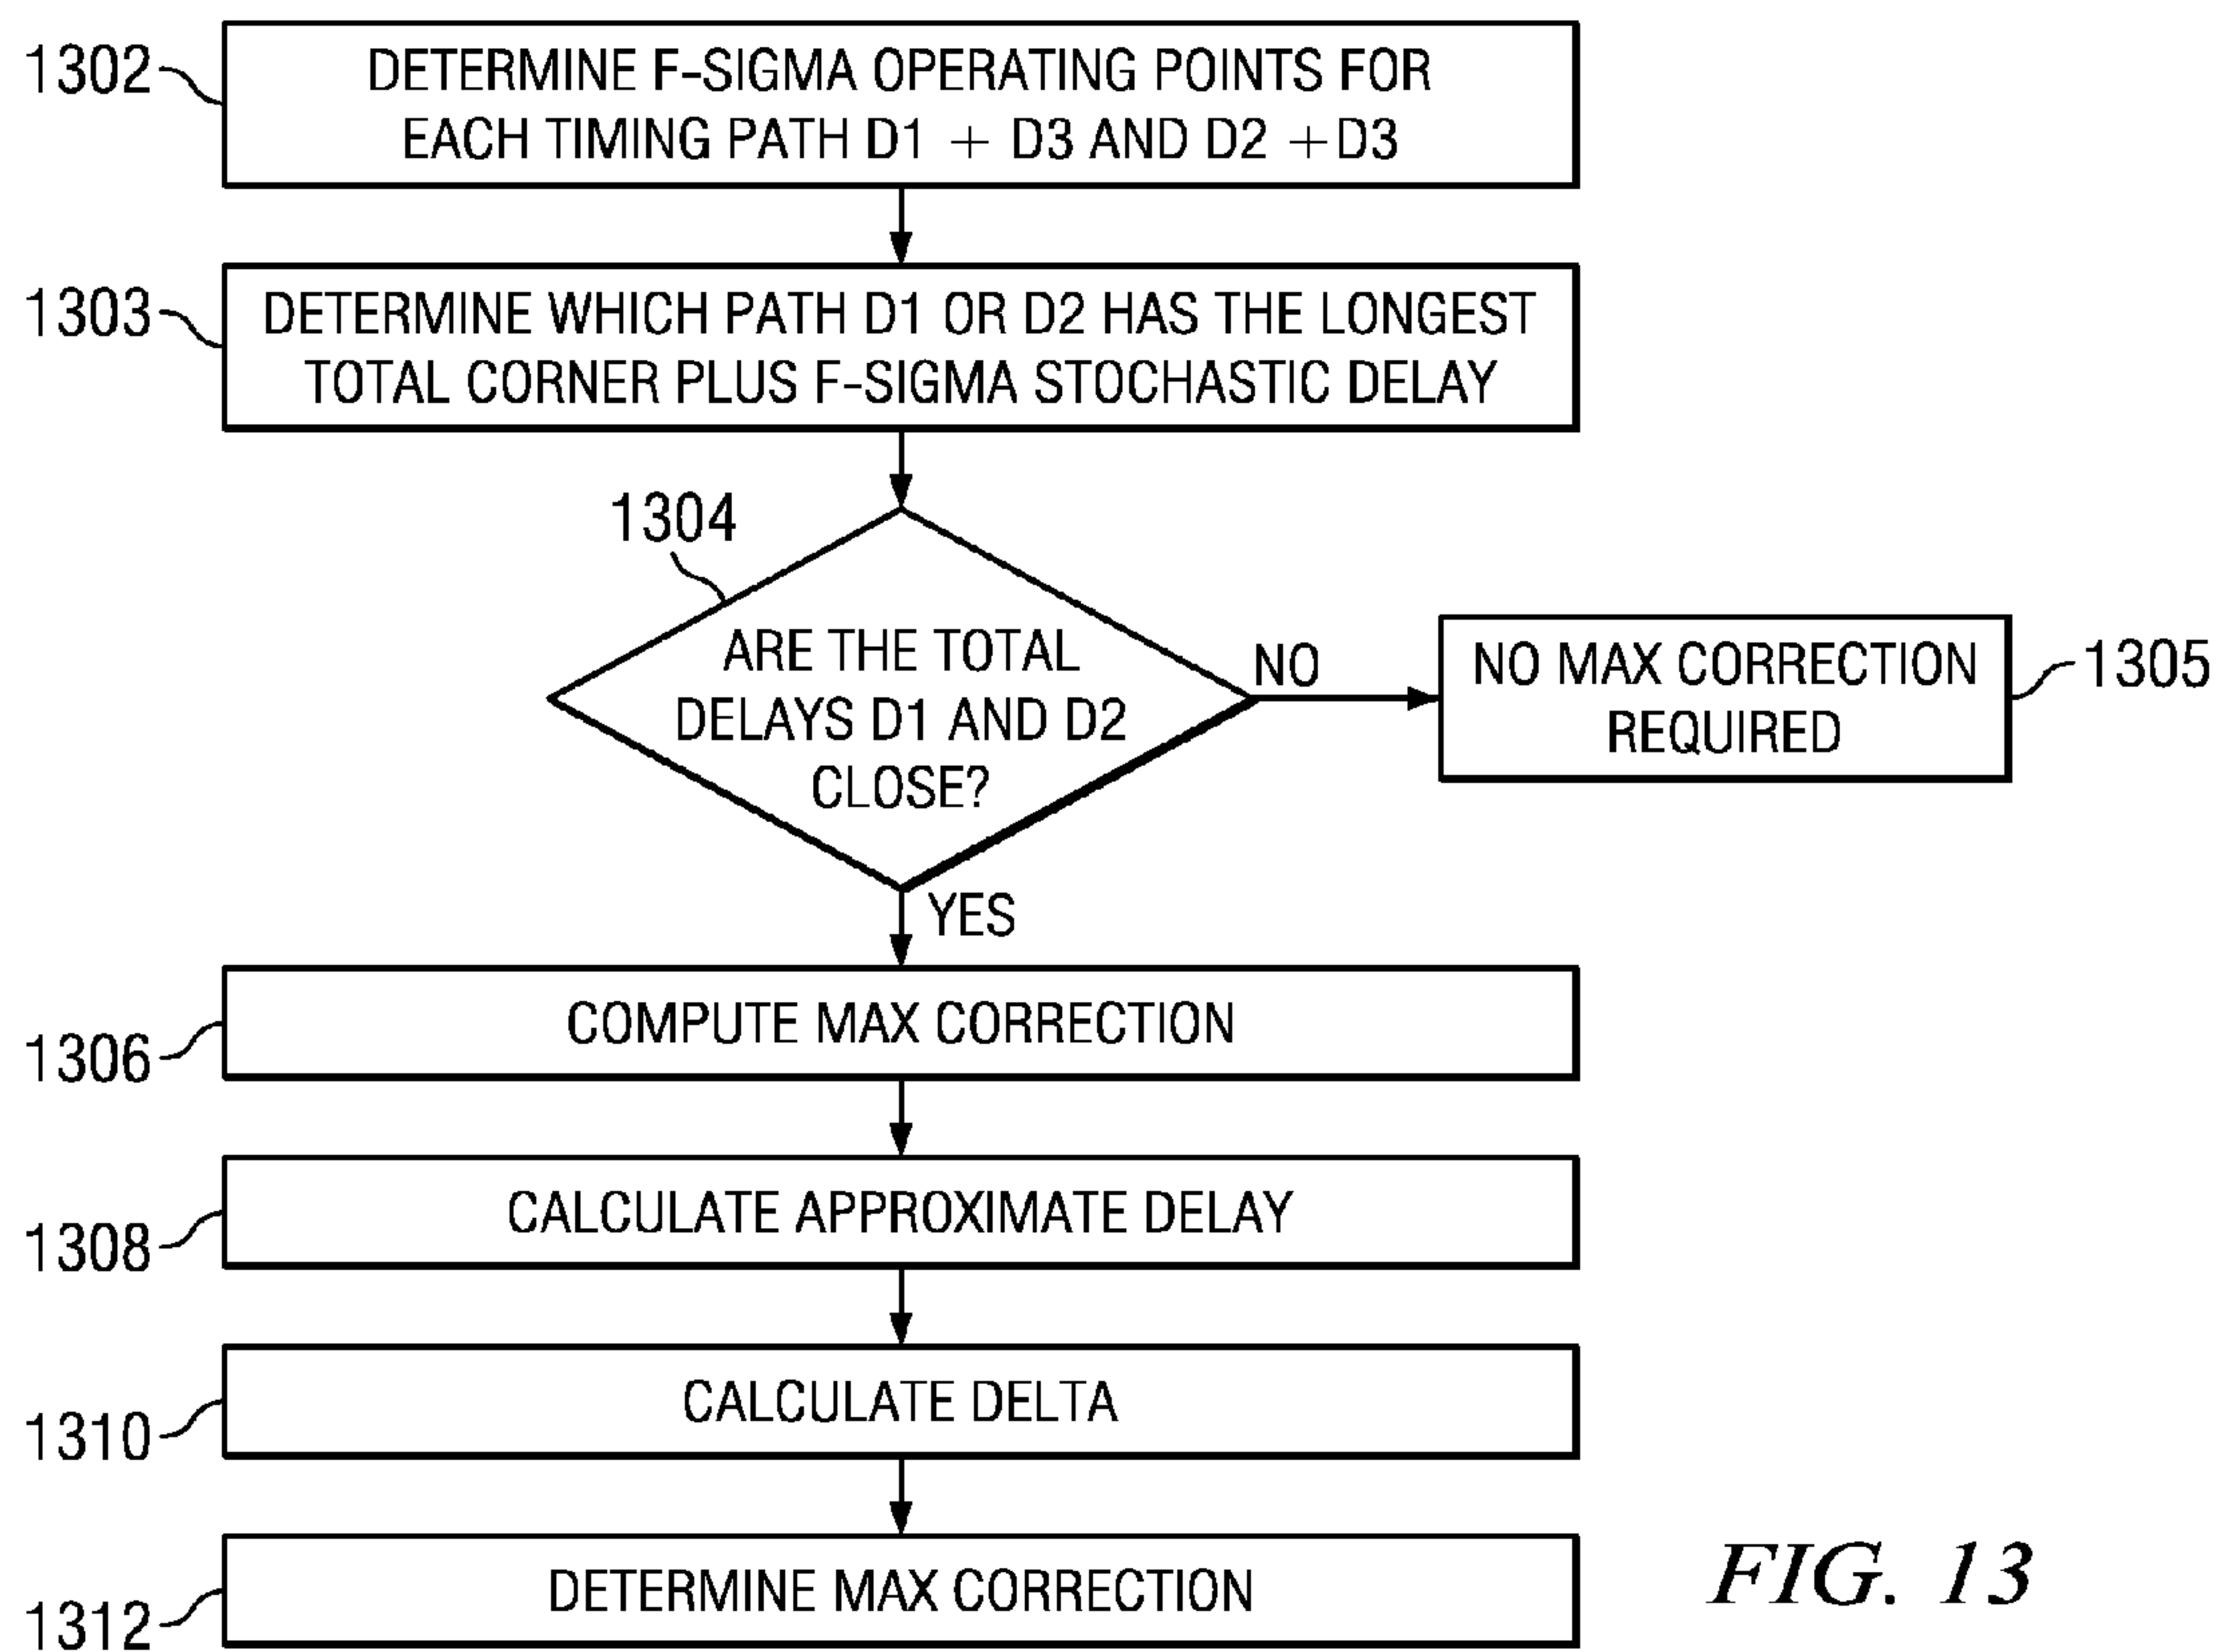 1302
DETERMINE F-SIGMA OPERATING POINTS FOR
EACH TIMING PATH D1 + D3 AND D2 +D3
1303
DETERMINE WHICH PATH D1 OR D2 HAS THE LONGEST
TOTAL CORNER PLUS F-SIGMA STOCHASTIC DELAY
1304
ARE THE TOTAL
DELAYS D1 AND D2
CLOSE?
NO
NO MAX CORRECTION
REQUIRED
1305
YES
1306
COMPUTE MAX CORRECTION
1308
CALCULATE APPROXIMATE DELAY
1310
CALCULATE DELTA
1312
DETERMINE MAX CORRECTION
FIG. 13